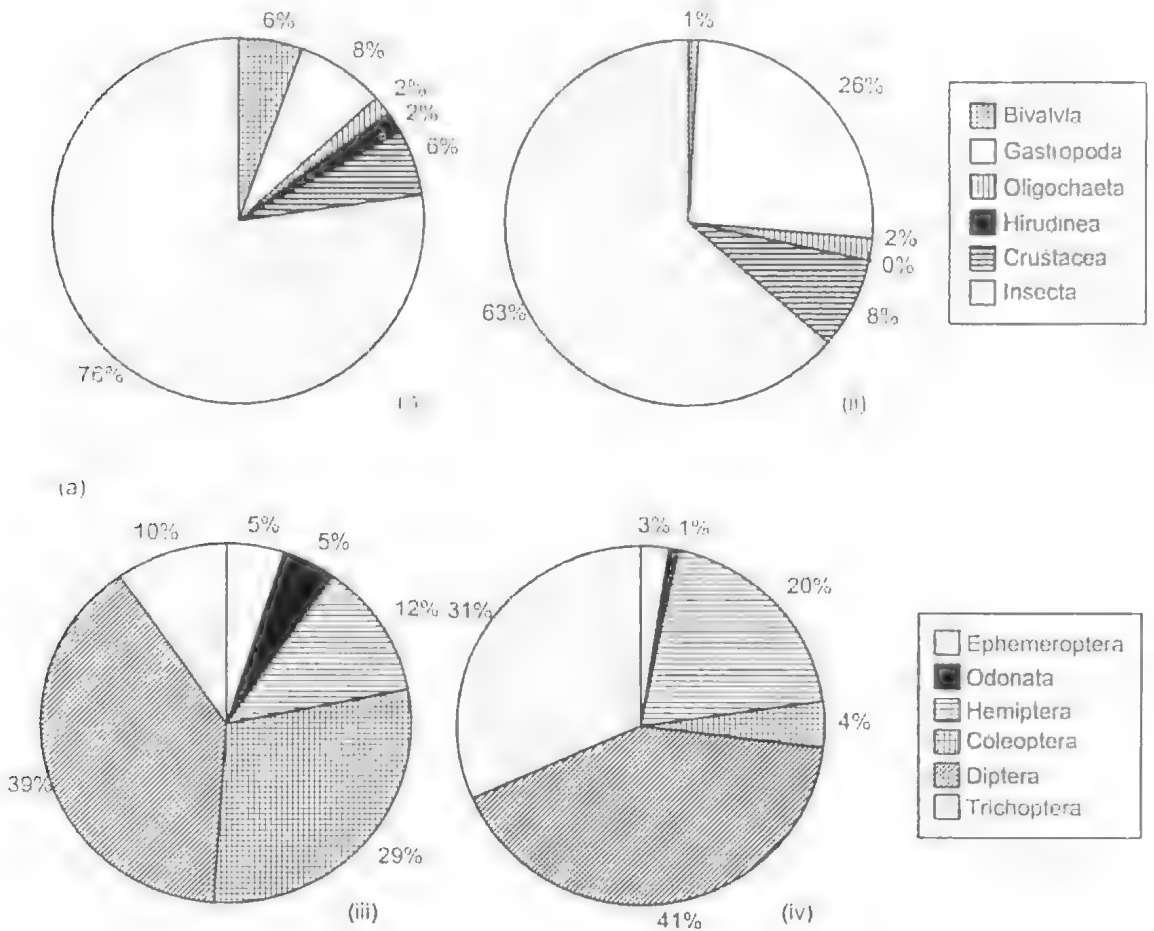 6%
8%
2%
2%
6%
76%
1%
26%
2%
0%
8%
63%
(ii)
Bivalvia
Gastropoda
Oligochaeta
Hirudinea
Crustacea
Insecta
(a)
5%
5%
12%
29%
39%
10%
(iii)
3%
1%
20%
4%
41%
31%
(iv)
Ephemeroptera
Odonata
Hemiptera
Coleoptera
Diptera
Trichoptera